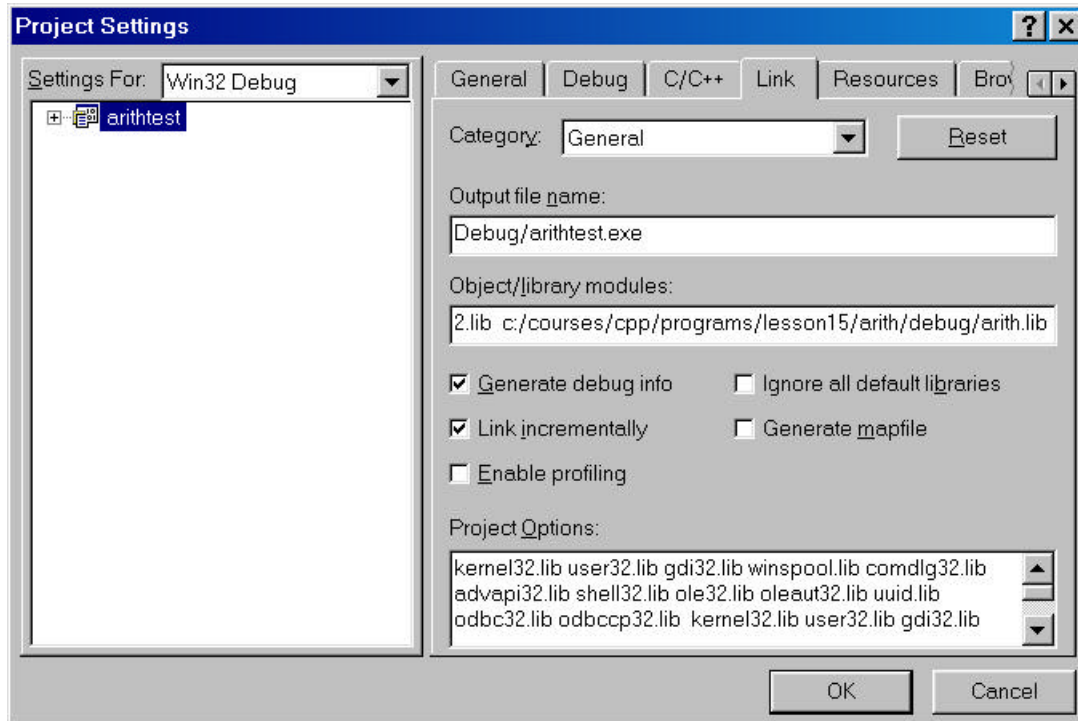 Project Settings
Settings For: Win32 Debug
arithtest
General Debug C/C++ Link Resources Brow
Category: General Reset
Output file name:
Debug/arithtest.exe
Object/library modules:
2.lib c:/courses/cpp/programs/lesson15/arith/debug/arith.lib
Generate debug info Ignore all default libraries
Link incrementally Generate mapfile
Enable profiling
Project Options:
kernel32.lib user32.lib gdi32.lib winspool.lib comdlg32.lib
advapi32.lib shell32.lib ole32.lib oleaut32.lib uuid.lib
odbc32.lib odbccp32.lib kernel32.lib user32.lib gdi32.lib
OK Cancel